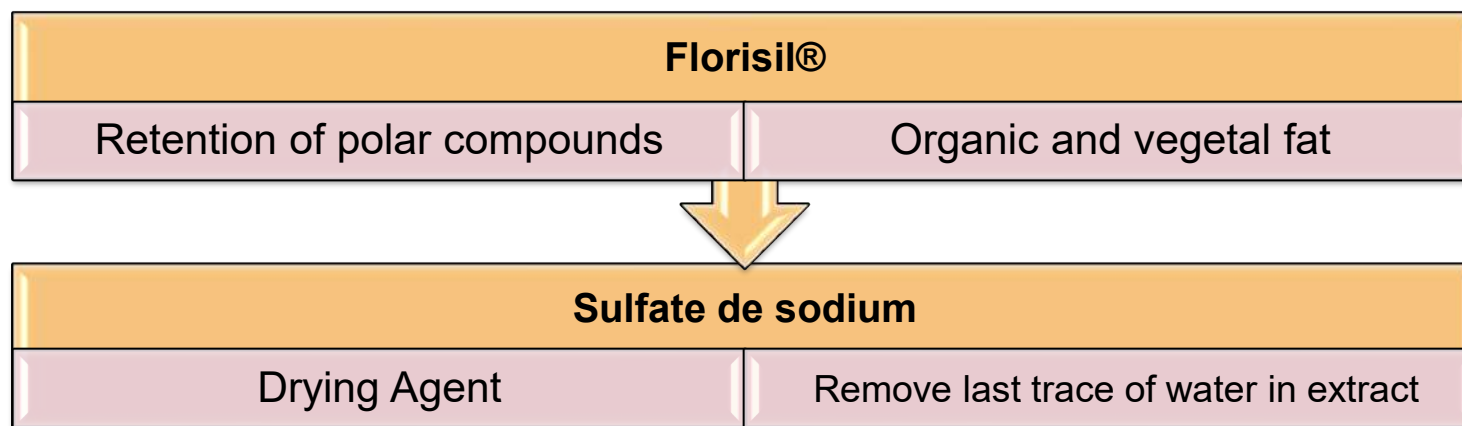 Florisil®
Retention of polar compounds
Organic and vegetal fat
Sulfate de sodium
Drying Agent
Remove last trace of water in extract